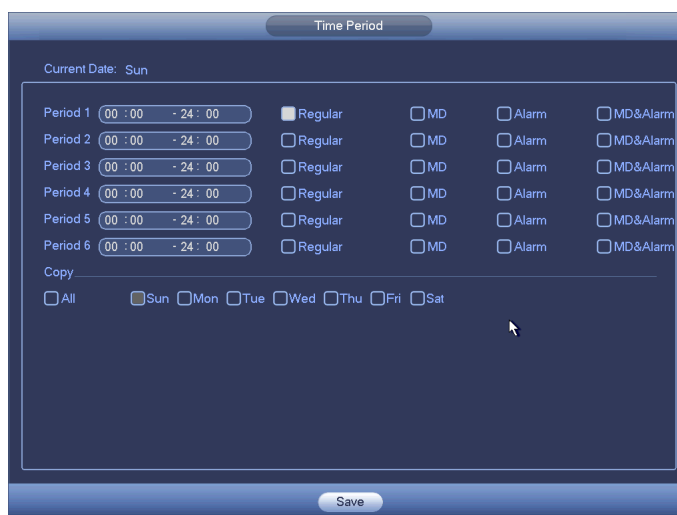 Time Period
Current Date: Sun
Period 1 00 : 00 - 24 : 00 Regular MD Alarm MD&Alarm
Period 2 00 : 00 - 24 : 00 Regular MD Alarm MD&Alarm
Period 3 00 : 00 - 24 : 00 Regular MD Alarm MD&Alarm
Period 4 00 : 00 - 24 : 00 Regular MD Alarm MD&Alarm
Period 5 00 : 00 - 24 : 00 Regular MD Alarm MD&Alarm
Period 6 00 : 00 - 24 : 00 Regular MD Alarm MD&Alarm
Copy
All Sun Mon Tue Wed Thu Fri Sat
Save